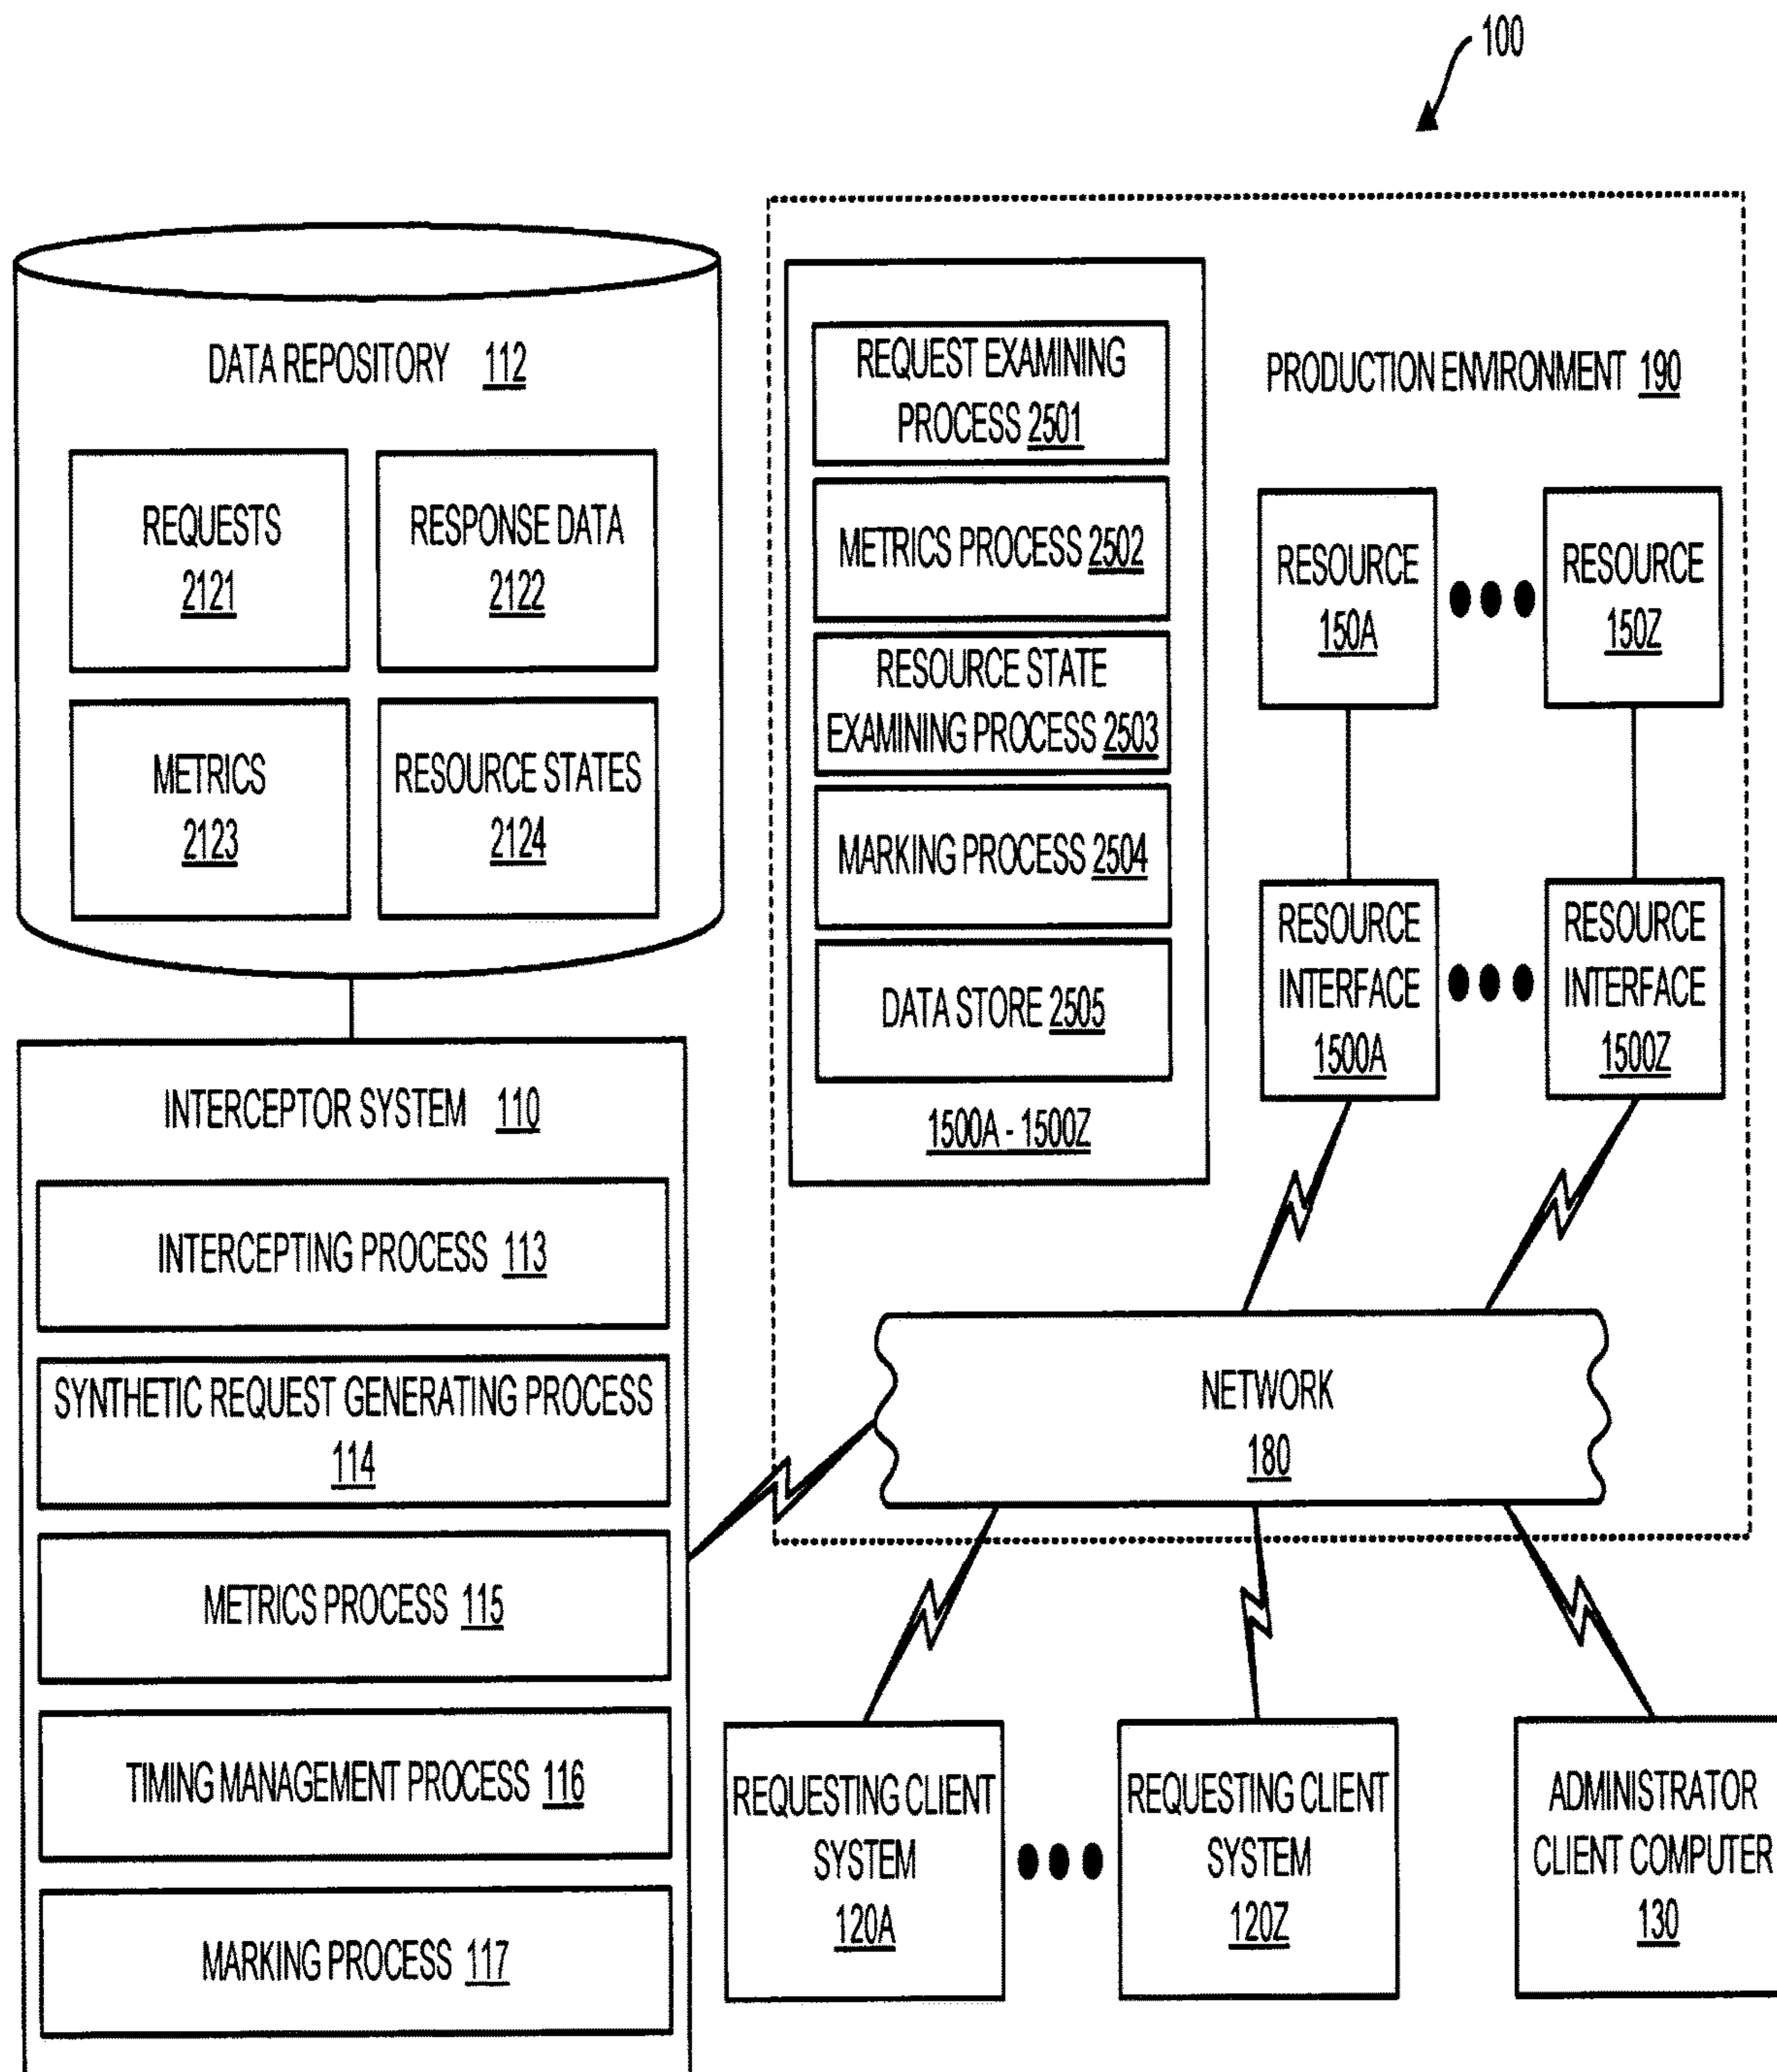 100
DATA REPOSITORY 112
REQUESTS
2121
RESPONSE DATA
2122
METRICS
2123
RESOURCE STATES
2124
INTERCEPTOR SYSTEM 110
INTERCEPTING PROCESS 113
SYNTHETIC REQUEST GENERATING PROCESS
114
METRICS PROCESS 115
TIMING MANAGEMENT PROCESS 116
MARKING PROCESS 117
REQUEST EXAMINING
PROCESS 2501
METRICS PROCESS 2502
RESOURCE STATE
EXAMINING PROCESS 2503
MARKING PROCESS 2504
DATA STORE 2505
1500A - 1500Z
PRODUCTION ENVIRONMENT 190
RESOURCE
150A
RESOURCE
150Z
RESOURCE
INTERFACE
1500A
RESOURCE
INTERFACE
1500Z
NETWORK
180
REQUESTING CLIENT
SYSTEM
120A
REQUESTING CLIENT
SYSTEM
120Z
ADMINISTRATOR
CLIENT COMPUTER
130